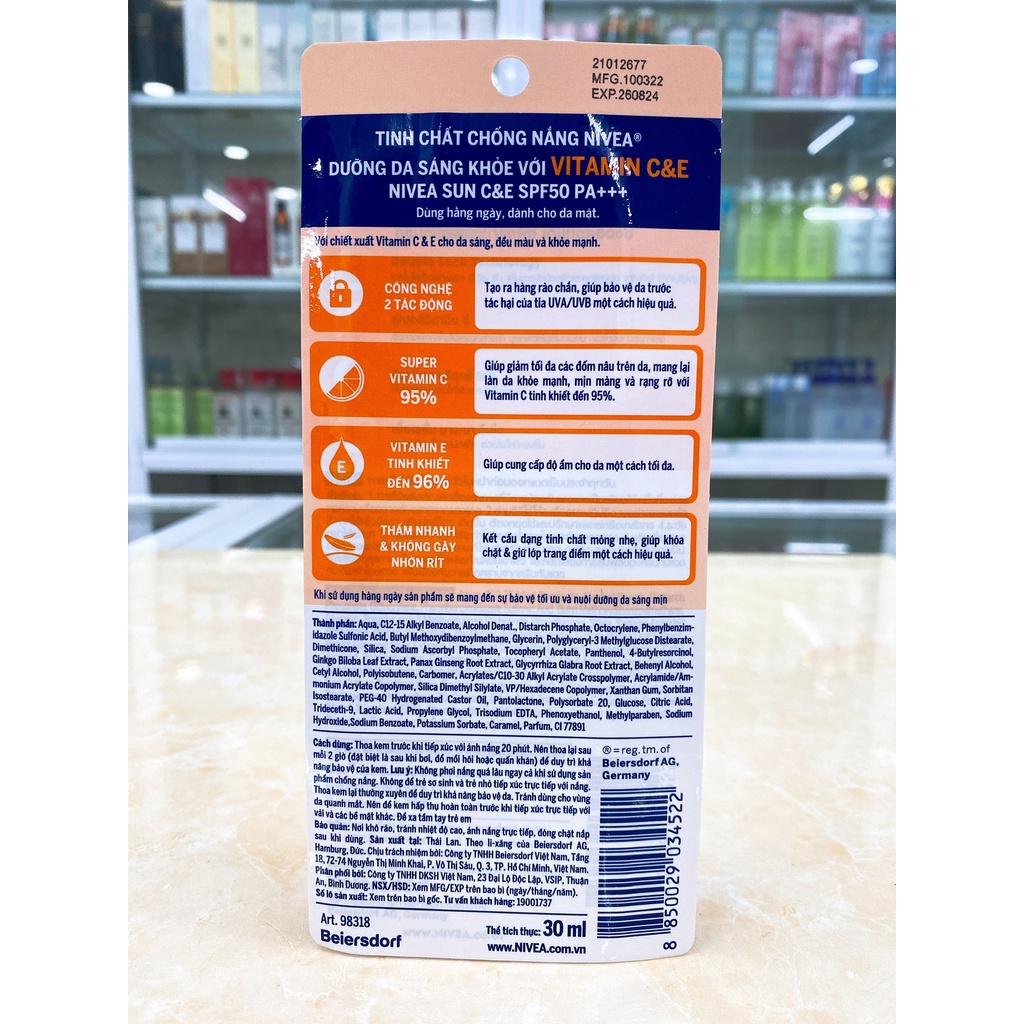 21012677
MFG.100322
EXP.260824
TINH CHẤT CHỐNG NẮNG NIVEA®
DƯỠNG DA SÁNG KHỎE VỚI VITAMIN C&E
NIVEA SUN C&E SPF50 PA+++
Dùng hàng ngày, dành cho da mặt.
Với chiết xuất Vitamin C & E cho da sáng, đều màu và khỏe mạnh.
CÔNG NGHỆ
2 TÁC ĐỘNG
Tạo ra hàng rào chắn, giúp bảo vệ da trước
tác hại của tia UVA/UVB một cách hiệu quả.
SUPER
VITAMIN C
95%
Giúp giảm tối đa các đốm nâu trên da, mang lại
làn da khỏe mạnh, mịn màng và rạng rỡ với
Vitamin C tinh khiết đến 95%.
E
VITAMIN E
TINH KHIẾT
ĐẾN 96%
Giúp cung cấp độ ẩm cho da một cách tối đa.
THẤM NHANH
& KHÔNG GÂY
NHỜN RÍT
Kết cấu dạng tinh chất mỏng nhẹ, giúp khóa
chặt & giữ lớp trang điểm một cách hiệu quả.
Khi sử dụng hàng ngày sản phẩm sẽ mang đến sự bảo vệ tối ưu và nuôi dưỡng da sáng mịn
Thành phần: Aqua, C12-15 Alkyl Benzoate, Alcohol Denat., Distarch Phosphate, Octocrylene, Phenylbenzim-
idazole Sulfonic Acid, Butyl Methoxydibenzoylmethane, Glycerin, Polyglyceryl-3 Methylglucose Distearate,
Dimethicone, Silica, Sodium Ascorbyl Phosphate, Tocopheryl Acetate, Panthenol, 4-Butylresorcinol,
Ginkgo Biloba Leaf Extract, Panax Ginseng Root Extract, Glycyrrhiza Glabra Root Extract, Behenyl Alcohol,
Cetyl Alcohol, Polyisobutene, Carbomer, Acrylates/C10-30 Alkyl Acrylate Crosspolymer, Acrylamide/Am-
monium Acrylate Copolymer, Silica Dimethyl Silylate, VP/Hexadecene Copolymer, Xanthan Gum, Sorbitan
Isostearate, PEG-40 Hydrogenated Castor Oil, Pantolactone, Polysorbate 20, Glucose, Citric Acid,
Trideceth-9, Lactic Acid, Propylene Glycol, Trisodium EDTA, Phenoxyethanol, Methylparaben, Sodium
Hydroxide,Sodium Benzoate, Potassium Sorbate, Caramel, Parfum, CI 77891
Cách dùng: Thoa kem trước khi tiếp xúc với ánh nắng 20 phút. Nên thoa lại sau
mỗi 2 giờ (đặt biệt là sau khi bơi, đổ mồi hôi hoặc quấn khăn) để duy trì khả
năng bảo vệ của kem. Lưu ý: Không phơi nắng quá lâu ngay cả khi sử dụng sản
phẩm chống nắng. Không để trẻ sơ sinh và trẻ nhỏ tiếp xúc trực tiếp với nắng.
Thoa kem lại thường xuyên để duy trì khả năng bảo vệ da. Tránh dùng cho vùng
da quanh mắt. Nên để kem hấp thụ hoàn toàn trước khi tiếp xúc trực tiếp với
vải và các bề mặt khác. Để xa tầm tay trẻ em
Bảo quản: Nơi khô ráo, tránh nhiệt độ cao, ánh nắng trực tiếp, đóng chặt nắp
sau khi dùng. Sản xuất tại: Thái Lan. Theo li-xăng của Beiersdorf AG,
Hamburg, Đức. Chịu trách nhiệm bởi: Công ty TNHH Beiersdorf Việt Nam, Tầng
18, 72-74 Nguyễn Thị Minh Khai, P. Võ Thị Sáu, Q. 3, TP. Hồ Chí Minh, Việt Nam.
Phân phối bởi: Công ty TNHH DKSH Việt Nam, 23 Đại Lộ Độc Lập, VSIP, Thuận
An, Bình Dương. NSX/HSD: Xem MFG/EXP trên bao bì (ngày/tháng/năm).
Số lô sản xuất: Xem trên bao bì gốc. Tư vấn khách hàng: 19001737
® = reg. tm. of
Beiersdorf AG,
Germany
8 850029 034522
Art. 98318
Beiersdorf
Thể tích thực: 30 ml
www.NIVEA.com.vn